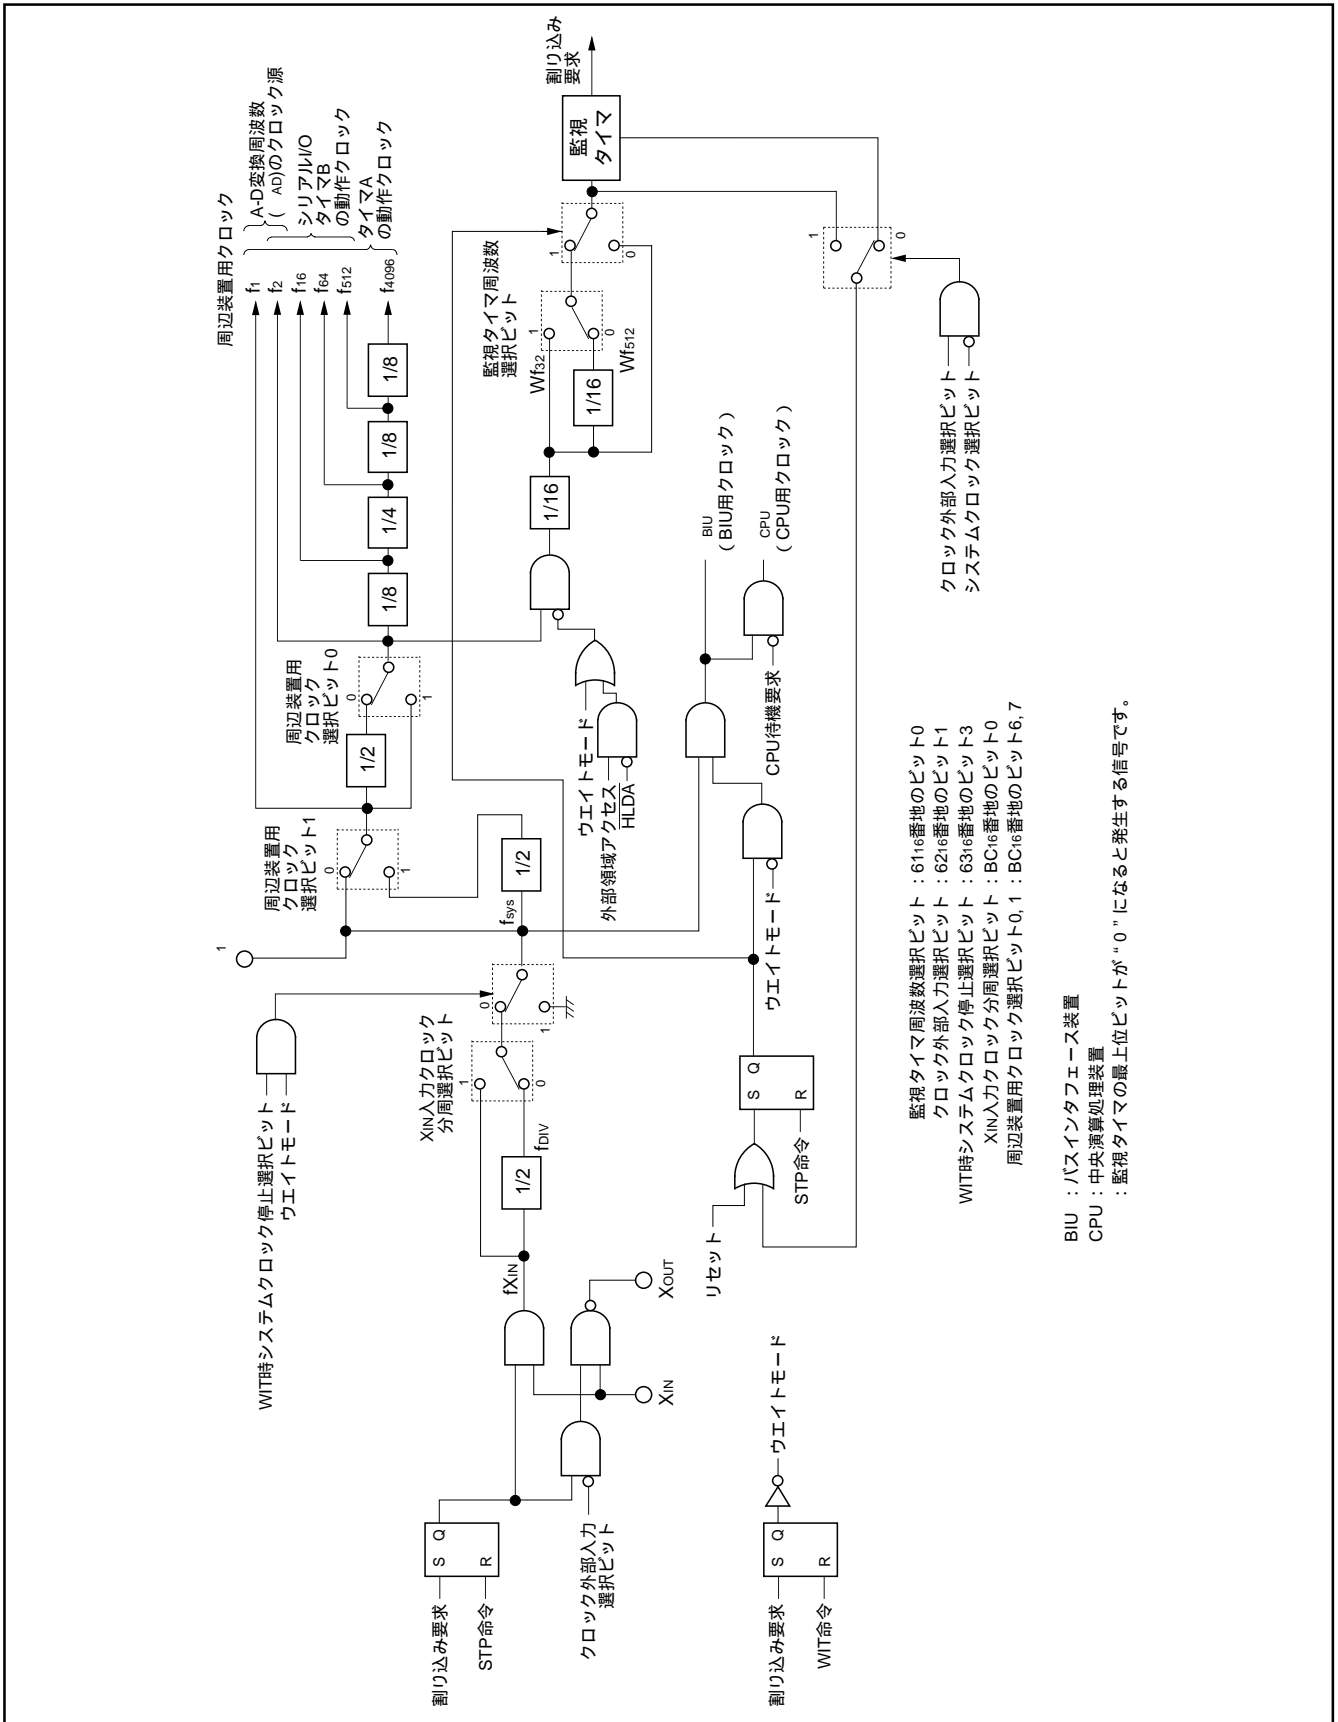 周辺装置用クロック
f1
f2
f16
f64
f512
f4096
A-D変換周波数
( AD)のクロック源
シリアルI/O
タイマB
の動作クロック
タイマA
の動作クロック
1/8
1/4
1/8
1/8
周辺装置用
クロック
選択ビット0
0
1
1/2
周辺装置用
クロック
選択ビット1
0
1
1/2
fsys
1
WIT時システムクロック停止選択ビット
ウエイトモード
XIN入力クロック
分周選択ビット
0
1
1
0
fDIV
1/2
fXIN
XOUT
XIN
割り込み要求
STP命令
S Q
R
クロック外部入力
選択ビット
割り込み
要求
監視
タイマ
監視タイマ周波数
選択ビット
1
0
1
0
Wf32
Wf512
1/16
1/16
ウエイトモード
外部領域アクセス
HLDA
BIU
( BIU用クロック )
CPU
( CPU用クロック )
CPU待機要求
ウエイトモード
1
0
クロック外部入力選択ビット
システムクロック選択ビット
リセット
STP命令
S Q
R
割り込み要求
WIT命令
S Q
R
ウエイトモード
監視タイマ周波数選択ビット : 6116番地のビット0
クロック外部入力選択ビット : 6216番地のビット1
WIT時システムクロック停止選択ビット : 6316番地のビット3
XIN入力クロック分周選択ビット : BC16番地のビット0
周辺装置用クロック選択ビット0, 1 : BC16番地のビット6, 7
BIU : バスインタフェース装置
CPU : 中央演算処理装置
: 監視タイマの最上位ビットが“0”になると発生する信号です。